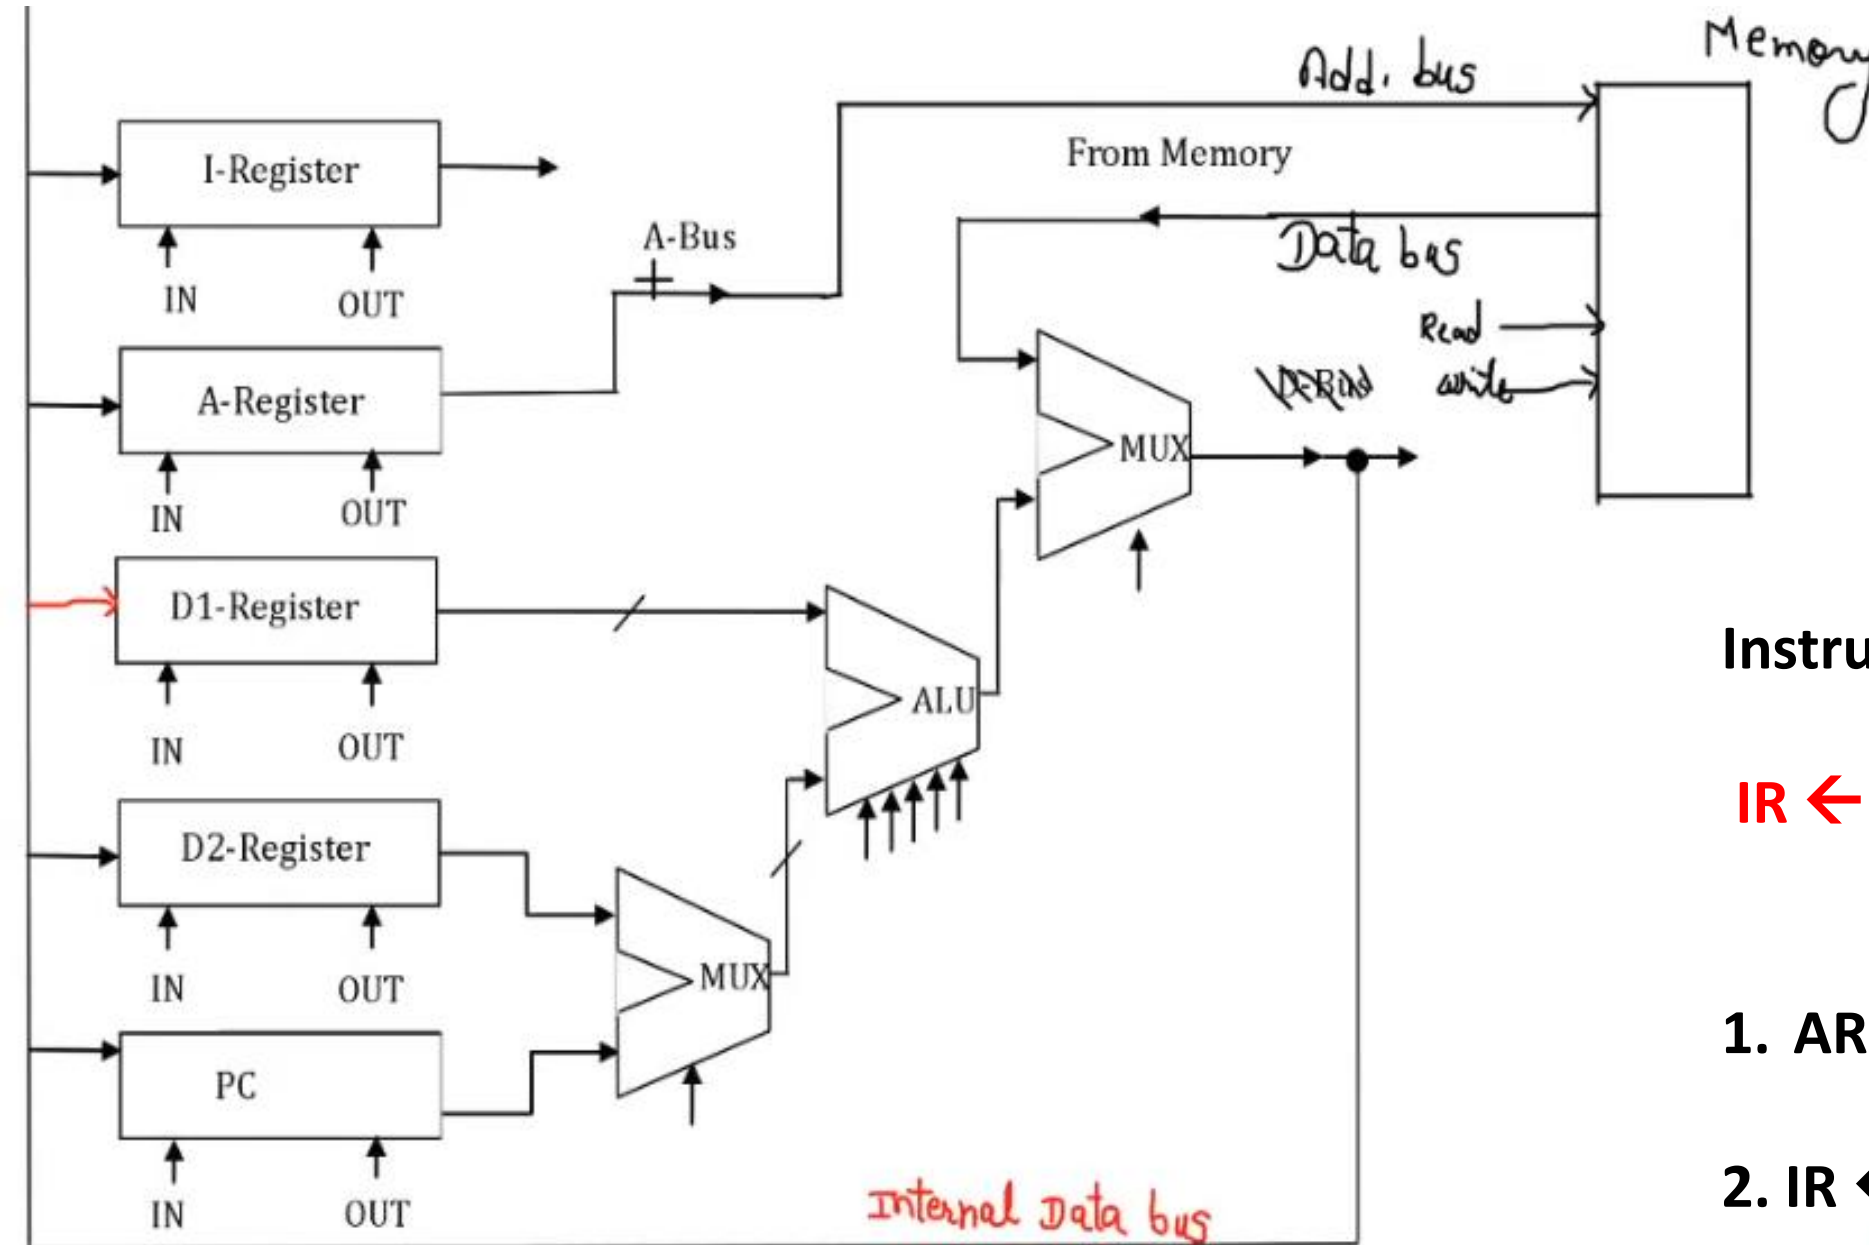 Memory
Add. bus
From Memory
I-Register
IN
OUT
A-Bus
Data bus
Read
write
A-Register
IN
OUT
MUX
D1-Register
IN
OUT
ALU
D2-Register
IN
OUT
MUX
PC
IN
OUT
Internal Data bus
Instru
IR ←
1. AR
2. IR